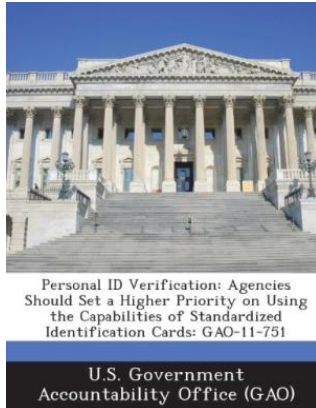 Personal ID Verification: Agencies
Should Set a Higher Priority on Using
the Capabilities of Standardized
Identification Cards: GAO-11-751
U.S. Government
Accountability Office (GAO)